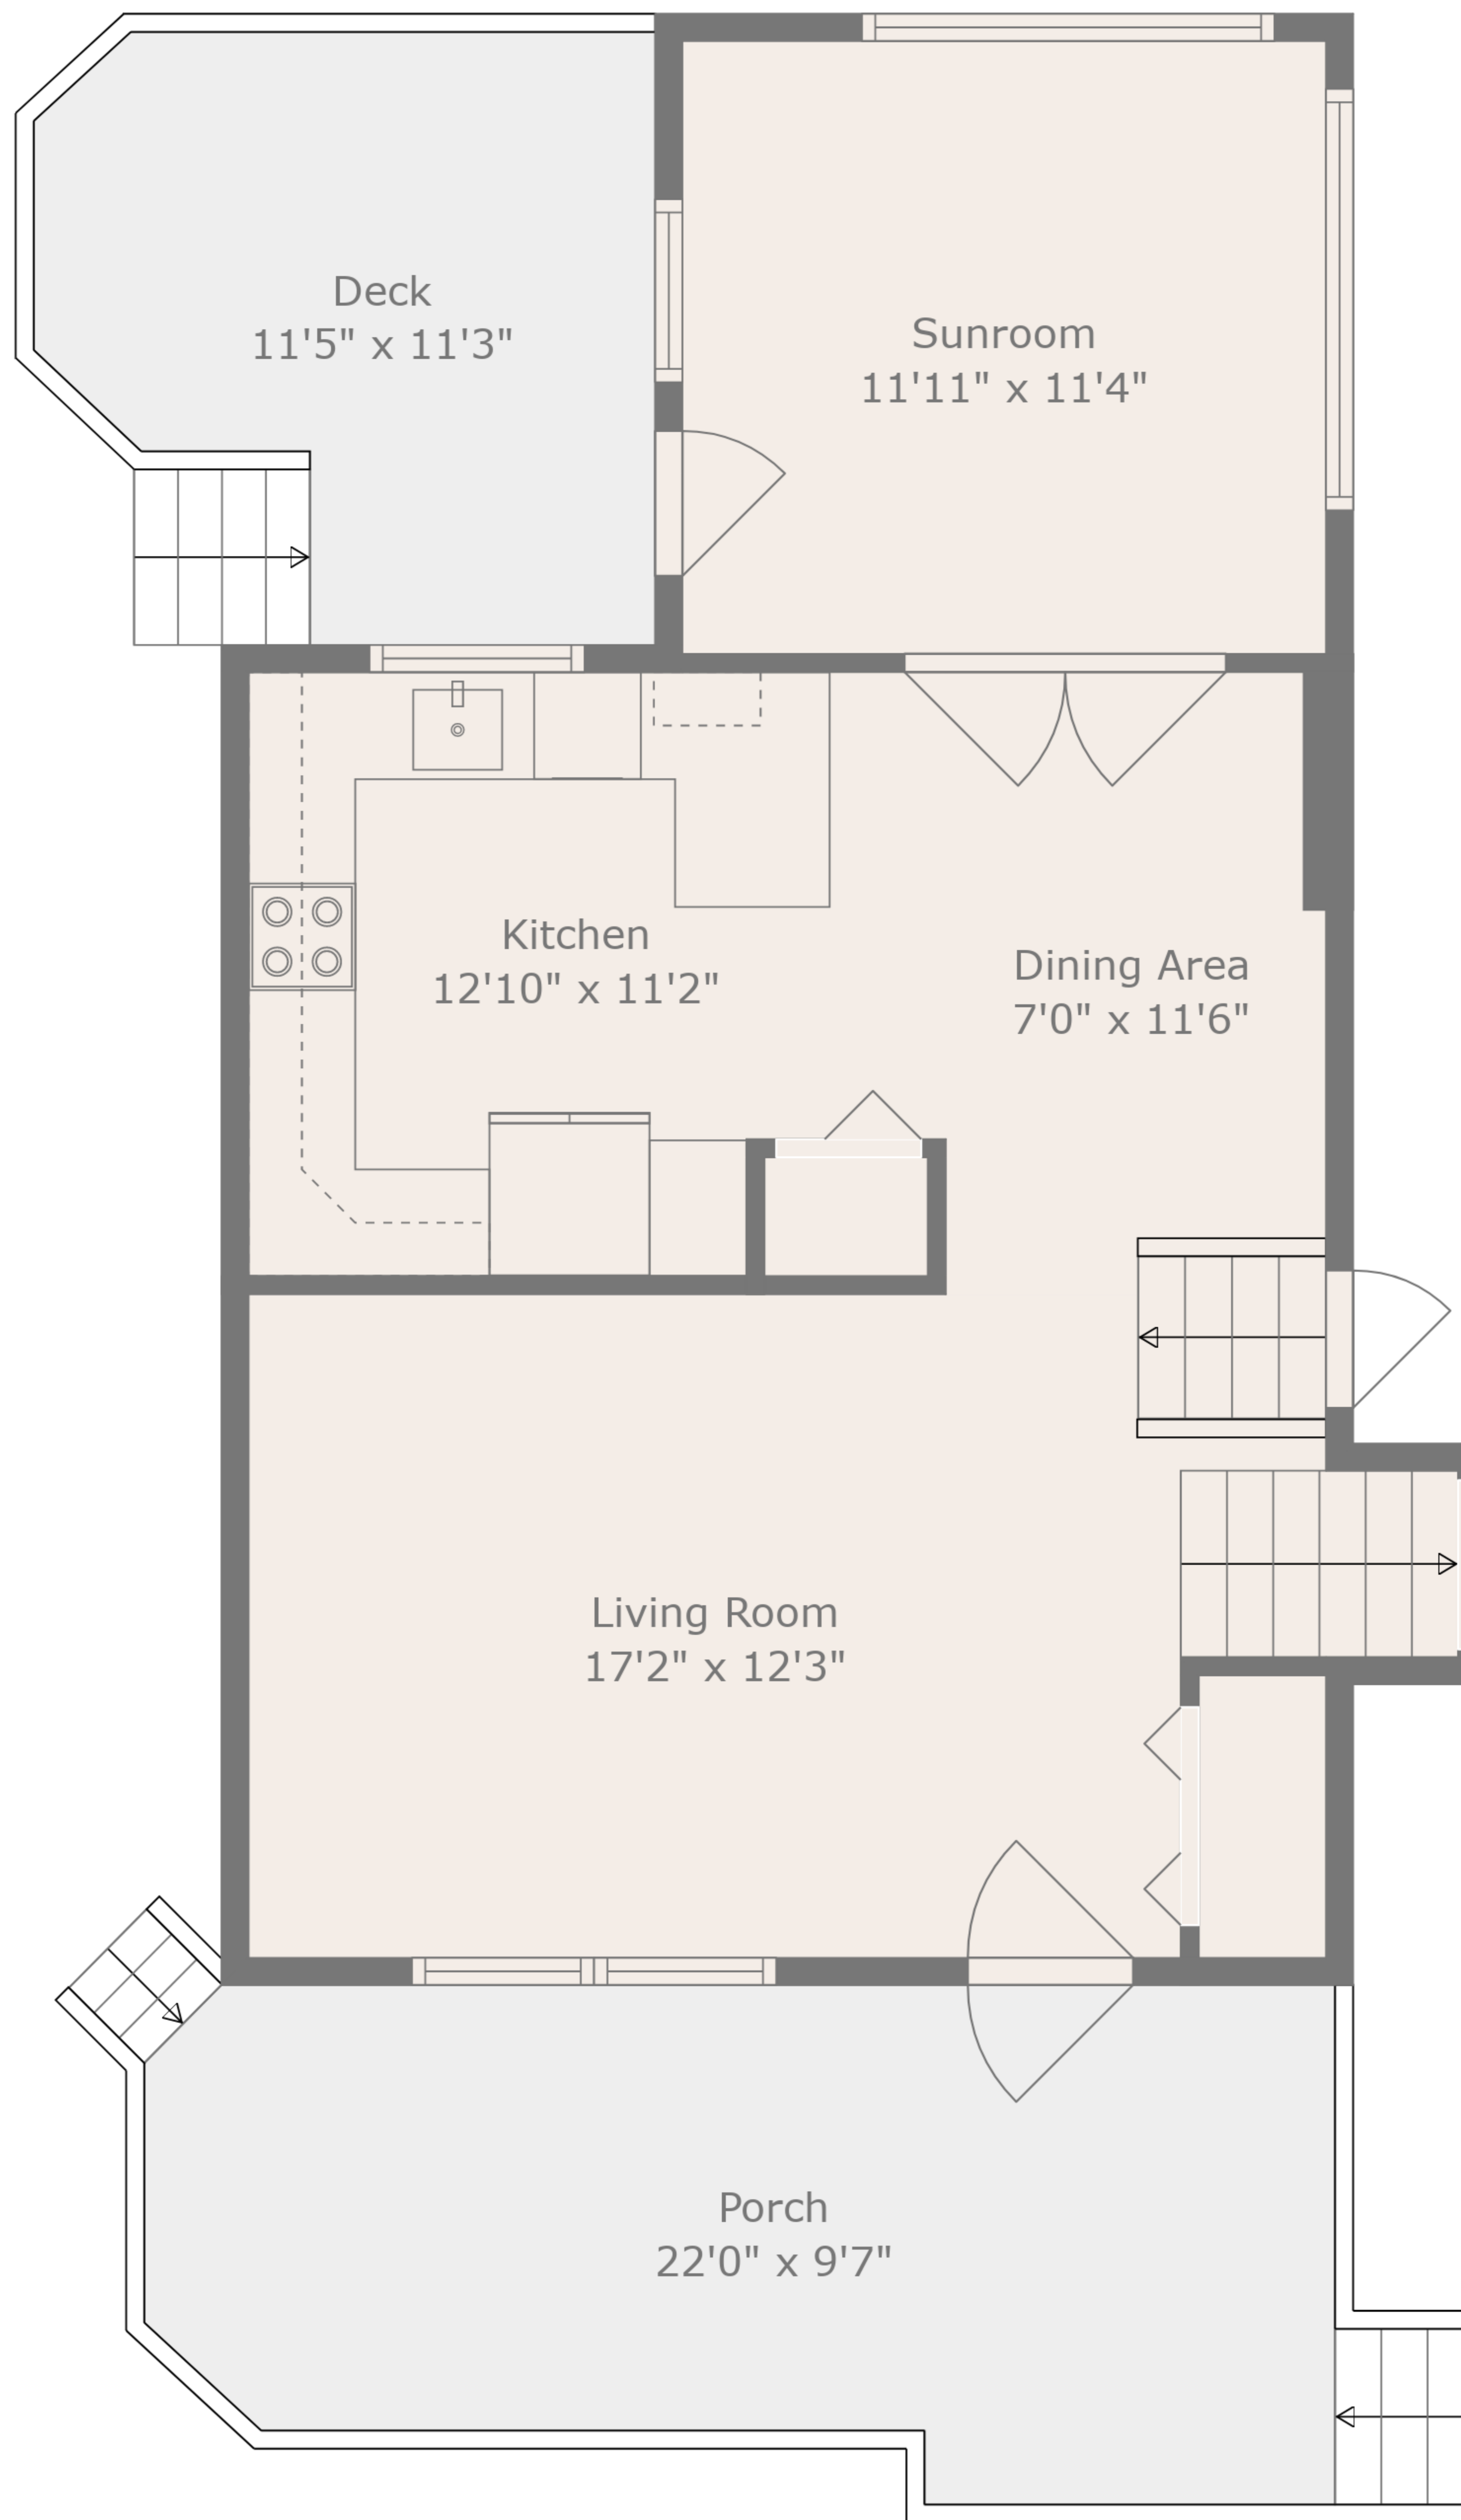 Deck
11'5" x 11'3"
Sunroom
11'11" x 11'4"
Kitchen
12'10" x 11'2"
Dining Area
7'0" x 11'6"
Living Room
17'2" x 12'3"
Porch
22'0" x 9'7"